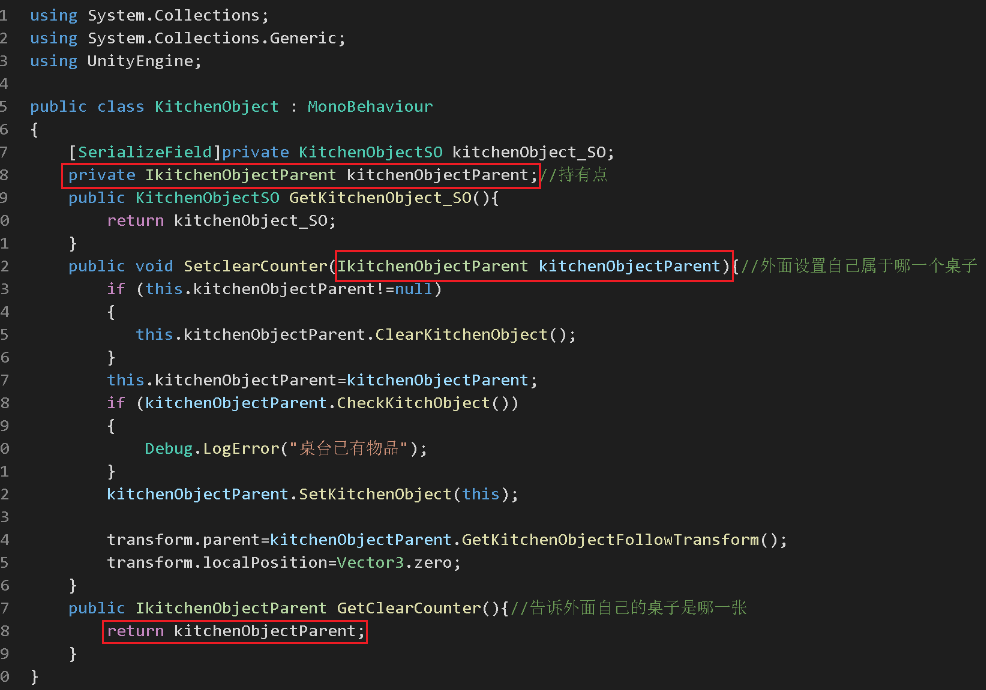 1 using System.Collections;
2 using System.Collections.Generic;
3 using UnityEngine;
4
5 public class KitchenObject : MonoBehaviour
6 {
7 [SerializeField]private KitchenObjectSO kitchenObject_SO;
8 private IkitchenObjectParent kitchenObjectParent;//持有点
9 public KitchenObjectSO GetKitchenObject_SO(){
0 return kitchenObject_SO;
1 }
2 public void SetclearCounter(IkitchenObjectParent kitchenObjectParent){//外面设置自己属于哪一个桌子
3 if (this.kitchenObjectParent!=null)
4 {
5 this.kitchenObjectParent.ClearKitchenObject();
6 }
7 this.kitchenObjectParent=kitchenObjectParent;
8 if (kitchenObjectParent.CheckKitchObject())
9 {
0 Debug.LogError("桌台已有物品");
1 }
2 kitchenObjectParent.SetKitchenObject(this);
3
4 transform.parent=kitchenObjectParent.GetKitchenObjectFollowTransform();
5 transform.localPosition=Vector3.zero;
6 }
7 public IkitchenObjectParent GetClearCounter(){//告诉外面自己的桌子是哪一张
8 return kitchenObjectParent;
9 }
0 }